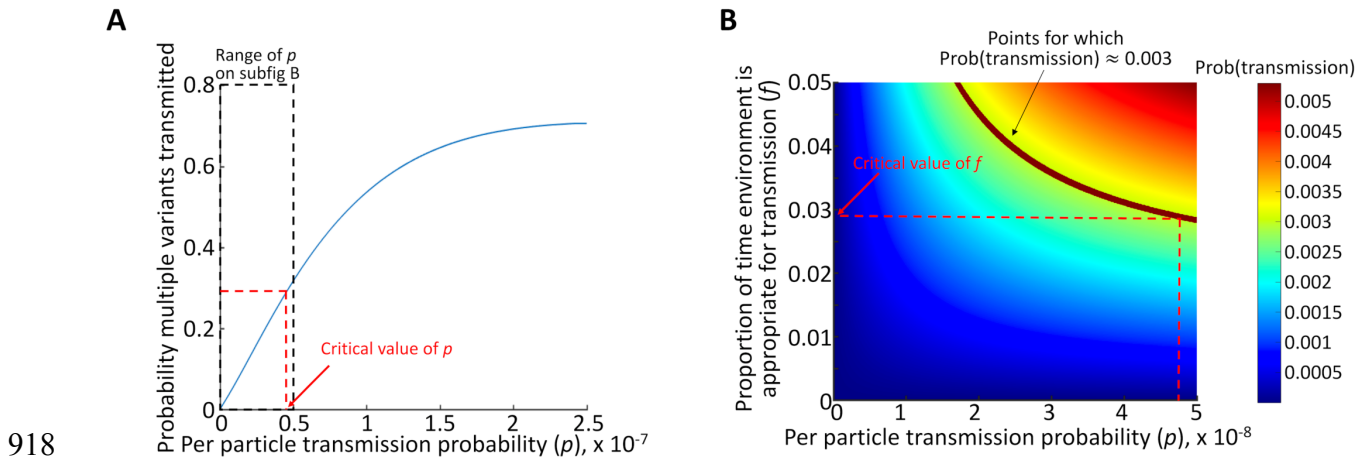 A
Probability multiple variants transmitted
Range of p
on subfig B
0.8
0.6
0.4
0.2
0
Critical value of p
0 0.5 1 1.5 2 2.5
Per particle transmission probability (p), x 10-7
B
Points for which
Prob(transmission) ≈ 0.003
Proportion of time environment is
appropriate for transmission (f)
0.05
0.04
0.03
0.02
0.01
0
Critical value of f
0 1 2 3 4 5
Per particle transmission probability (p), x 10-8
Prob(transmission)
0.005
0.0045
0.004
0.0035
0.003
0.0025
0.002
0.0015
0.001
0.0005
918